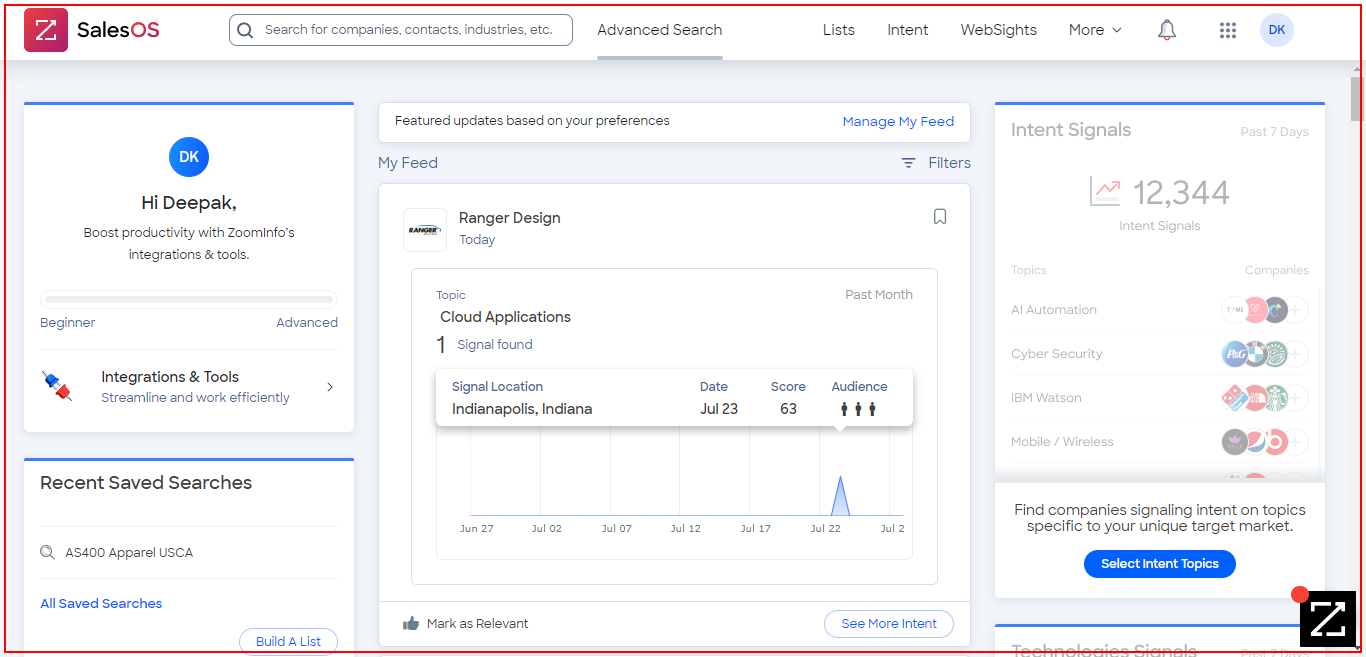 SalesOS
Search for companies, contacts, industries, etc.
Advanced Search
Lists
Intent
WebSights
More
DK
DK
Hi Deepak,
Boost productivity with ZoomInfo's
integrations & tools.
Beginner
Advanced
Integrations & Tools
Streamline and work efficiently
Recent Saved Searches
AS400 Apparel USCA
All Saved Searches
Build A List
Featured updates based on your preferences
Manage My Feed
My Feed
Filters
RANGER
Ranger Design
Today
Topic
Past Month
Cloud Applications
1 Signal found
Signal Location Date Score Audience
Indianapolis, Indiana Jul 23 63
Jun 27 Jul 02 Jul 07 Jul 12 Jul 17 Jul 22 Jul 2
Mark as Relevant
See More Intent
Intent Signals
Past 7 Days
12,344
Intent Signals
Topics
Companies
AI Automation
TYME
Cyber Security
P&G
IBM Watson
Mobile / Wireless
Find companies signaling intent on topics
specific to your unique target market.
Select Intent Topics
Technologies Signals
Past 7 Days